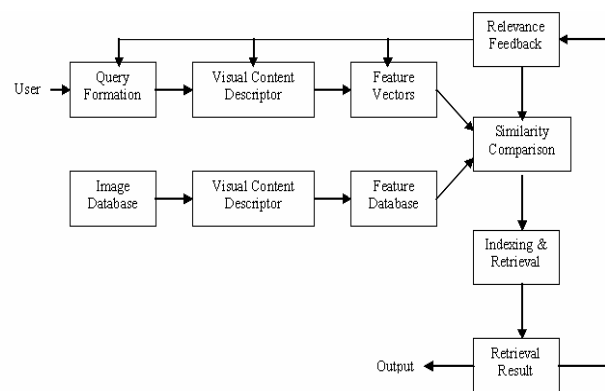 Relevance
Feedback
User
Query
Formation
Visual Content
Descriptor
Feature
Vectors
Similarity
Comparison
Image
Database
Visual Content
Descriptor
Feature
Database
Indexing &
Retrieval
Output
Retrieval
Result